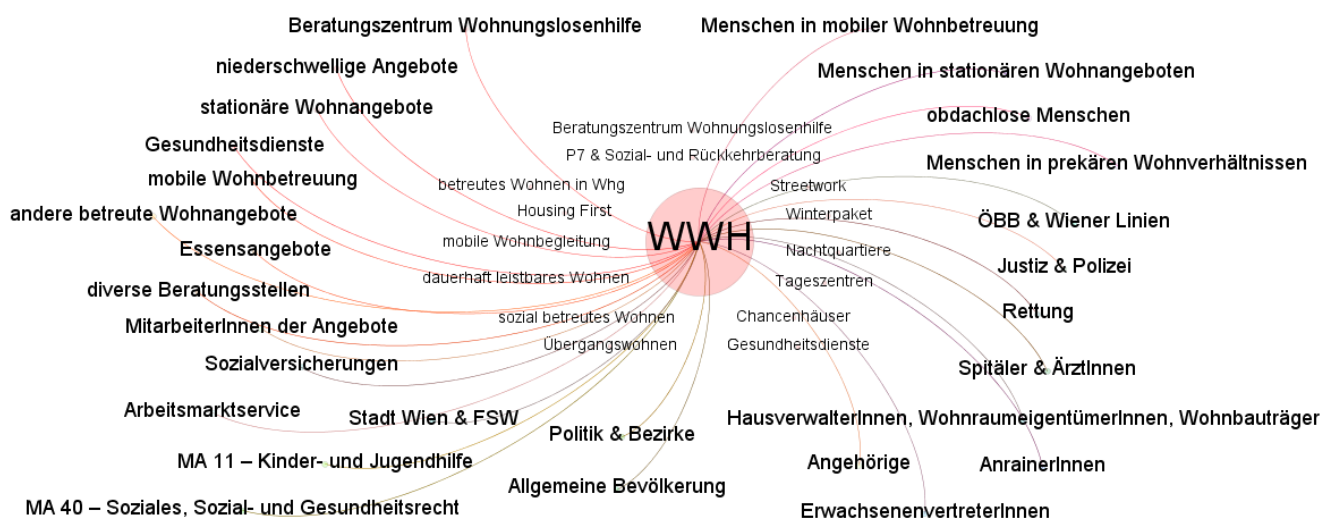 Beratungszentrum Wohnungslosenhilfe
Menschen in mobiler Wohnbetreuung
niederschwellige Angebote
Menschen in stationären Wohnangeboten
stationäre Wohnangebote
obdachlose Menschen
Beratungszentrum Wohnungslosenhilfe
Gesundheitsdienste
P7 & Sozial- und Rückkehrberatung
Menschen in prekären Wohnverhältnissen
mobile Wohnbetreuung
betreutes Wohnen in Whg
Streetwork
andere betreute Wohnangebote
Housing First
Winterpaket
ÖBB & Wiener Linien
WWH
Essensangebote
mobile Wohnbegleitung
Nachtquartiere
Justiz & Polizei
dauerhaft leistbares Wohnen
Tageszentren
diverse Beratungsstellen
Rettung
MitarbeiterInnen der Angebote
sozial betreutes Wohnen
Chancenhäuser
Übergangswohnen
Gesundheitsdienste
Sozialversicherungen
Spitäler & ÄrztInnen
Arbeitsmarktservice
Stadt Wien & FSW
HausverwalterInnen, WohnraumeigentümerInnen, Wohnbauträger
Politik & Bezirke
MA 11 – Kinder- und Jugendhilfe
Angehörige
AnrainerInnen
Allgemeine Bevölkerung
MA 40 – Soziales, Sozial- und Gesundheitsrecht
ErwachsenenvertreterInnen